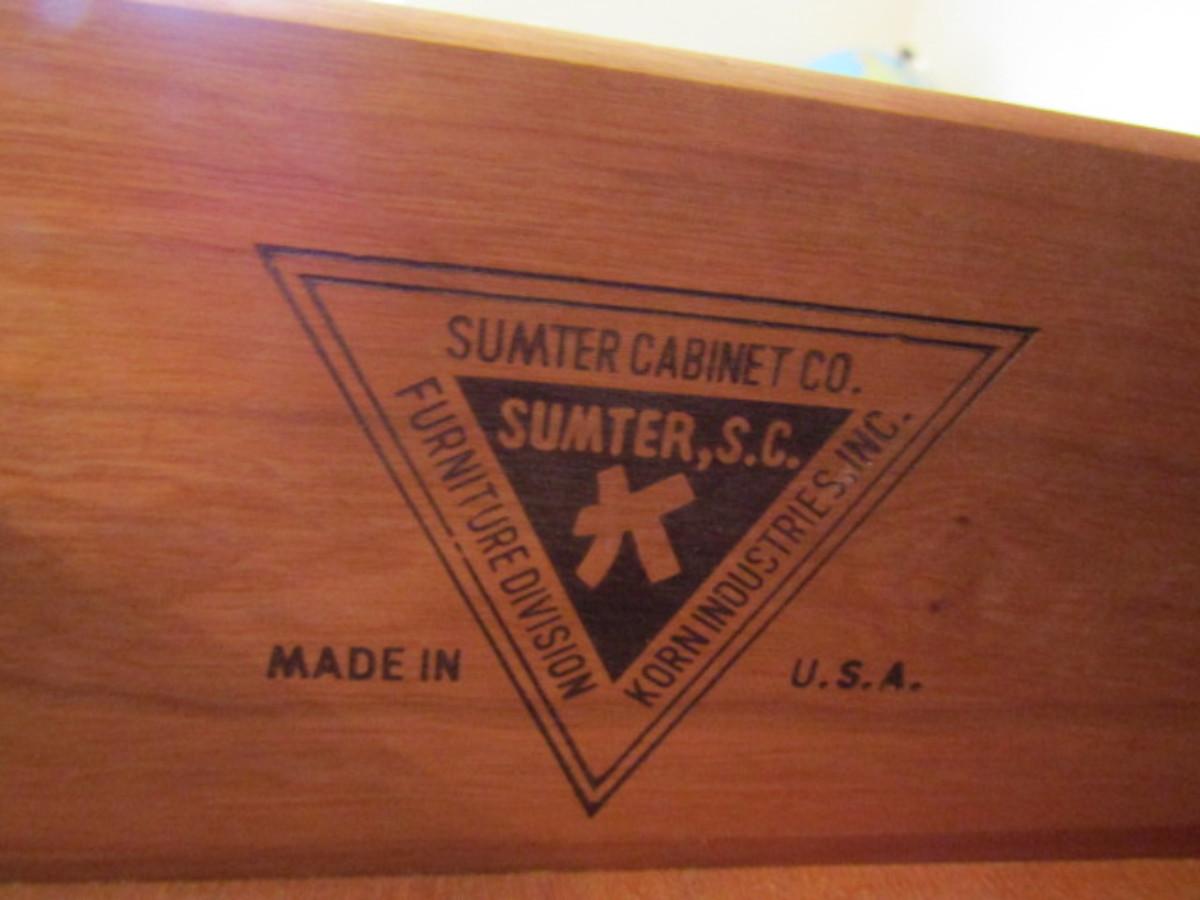 SUMTER CABINET CO.
SUMTER, S.C.
FURNITURE DIVISION
KORN INDUSTRIES, INC.
MADE IN
U.S.A.